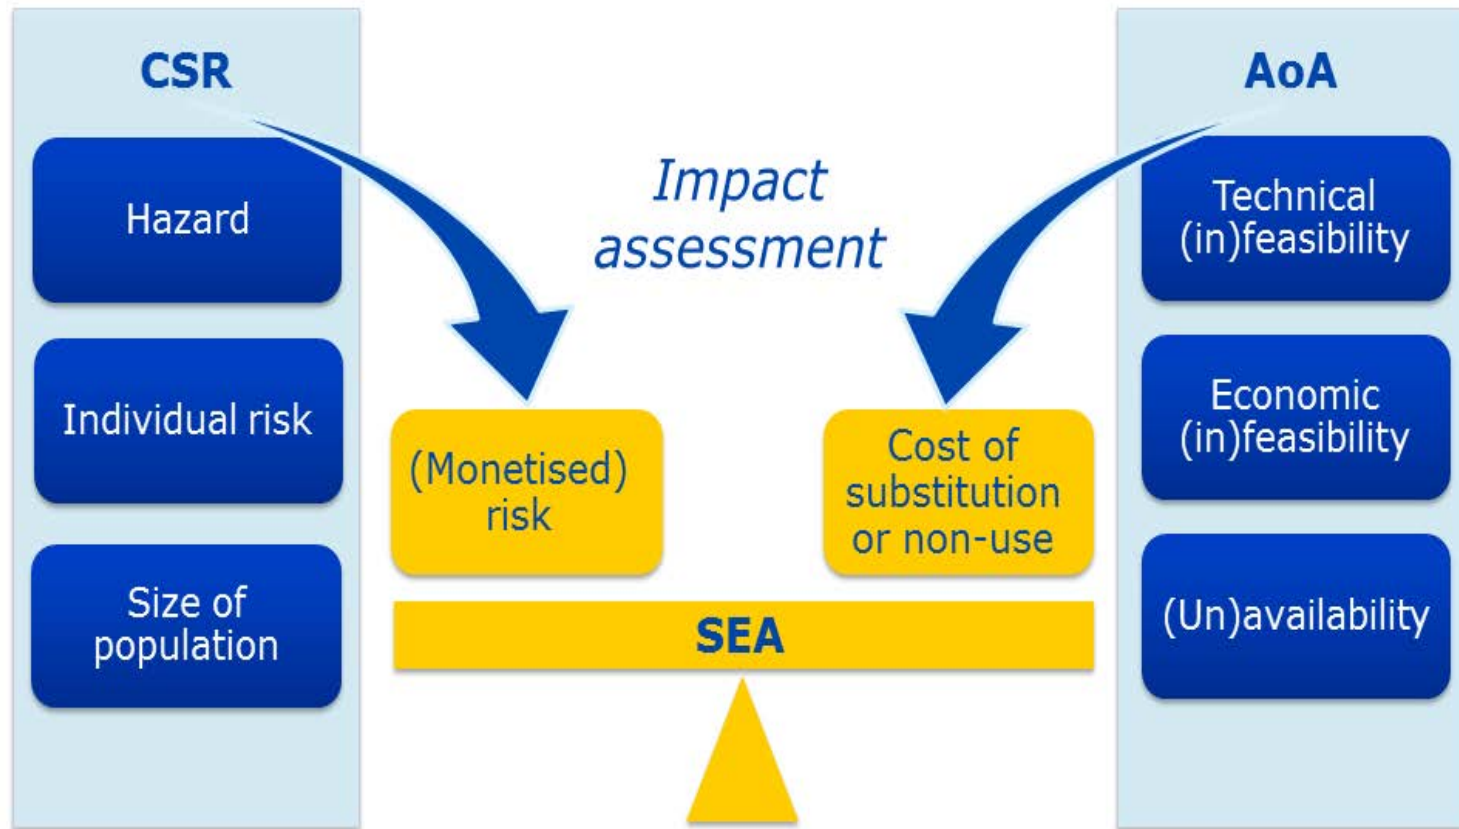 CSR
Hazard
Individual risk
Size of
population
Impact
assessment
(Monetised)
risk
Cost of
substitution
or non-use
SEA
AoA
Technical
(in)feasibility
Economic
(in)feasibility
(Un)availability